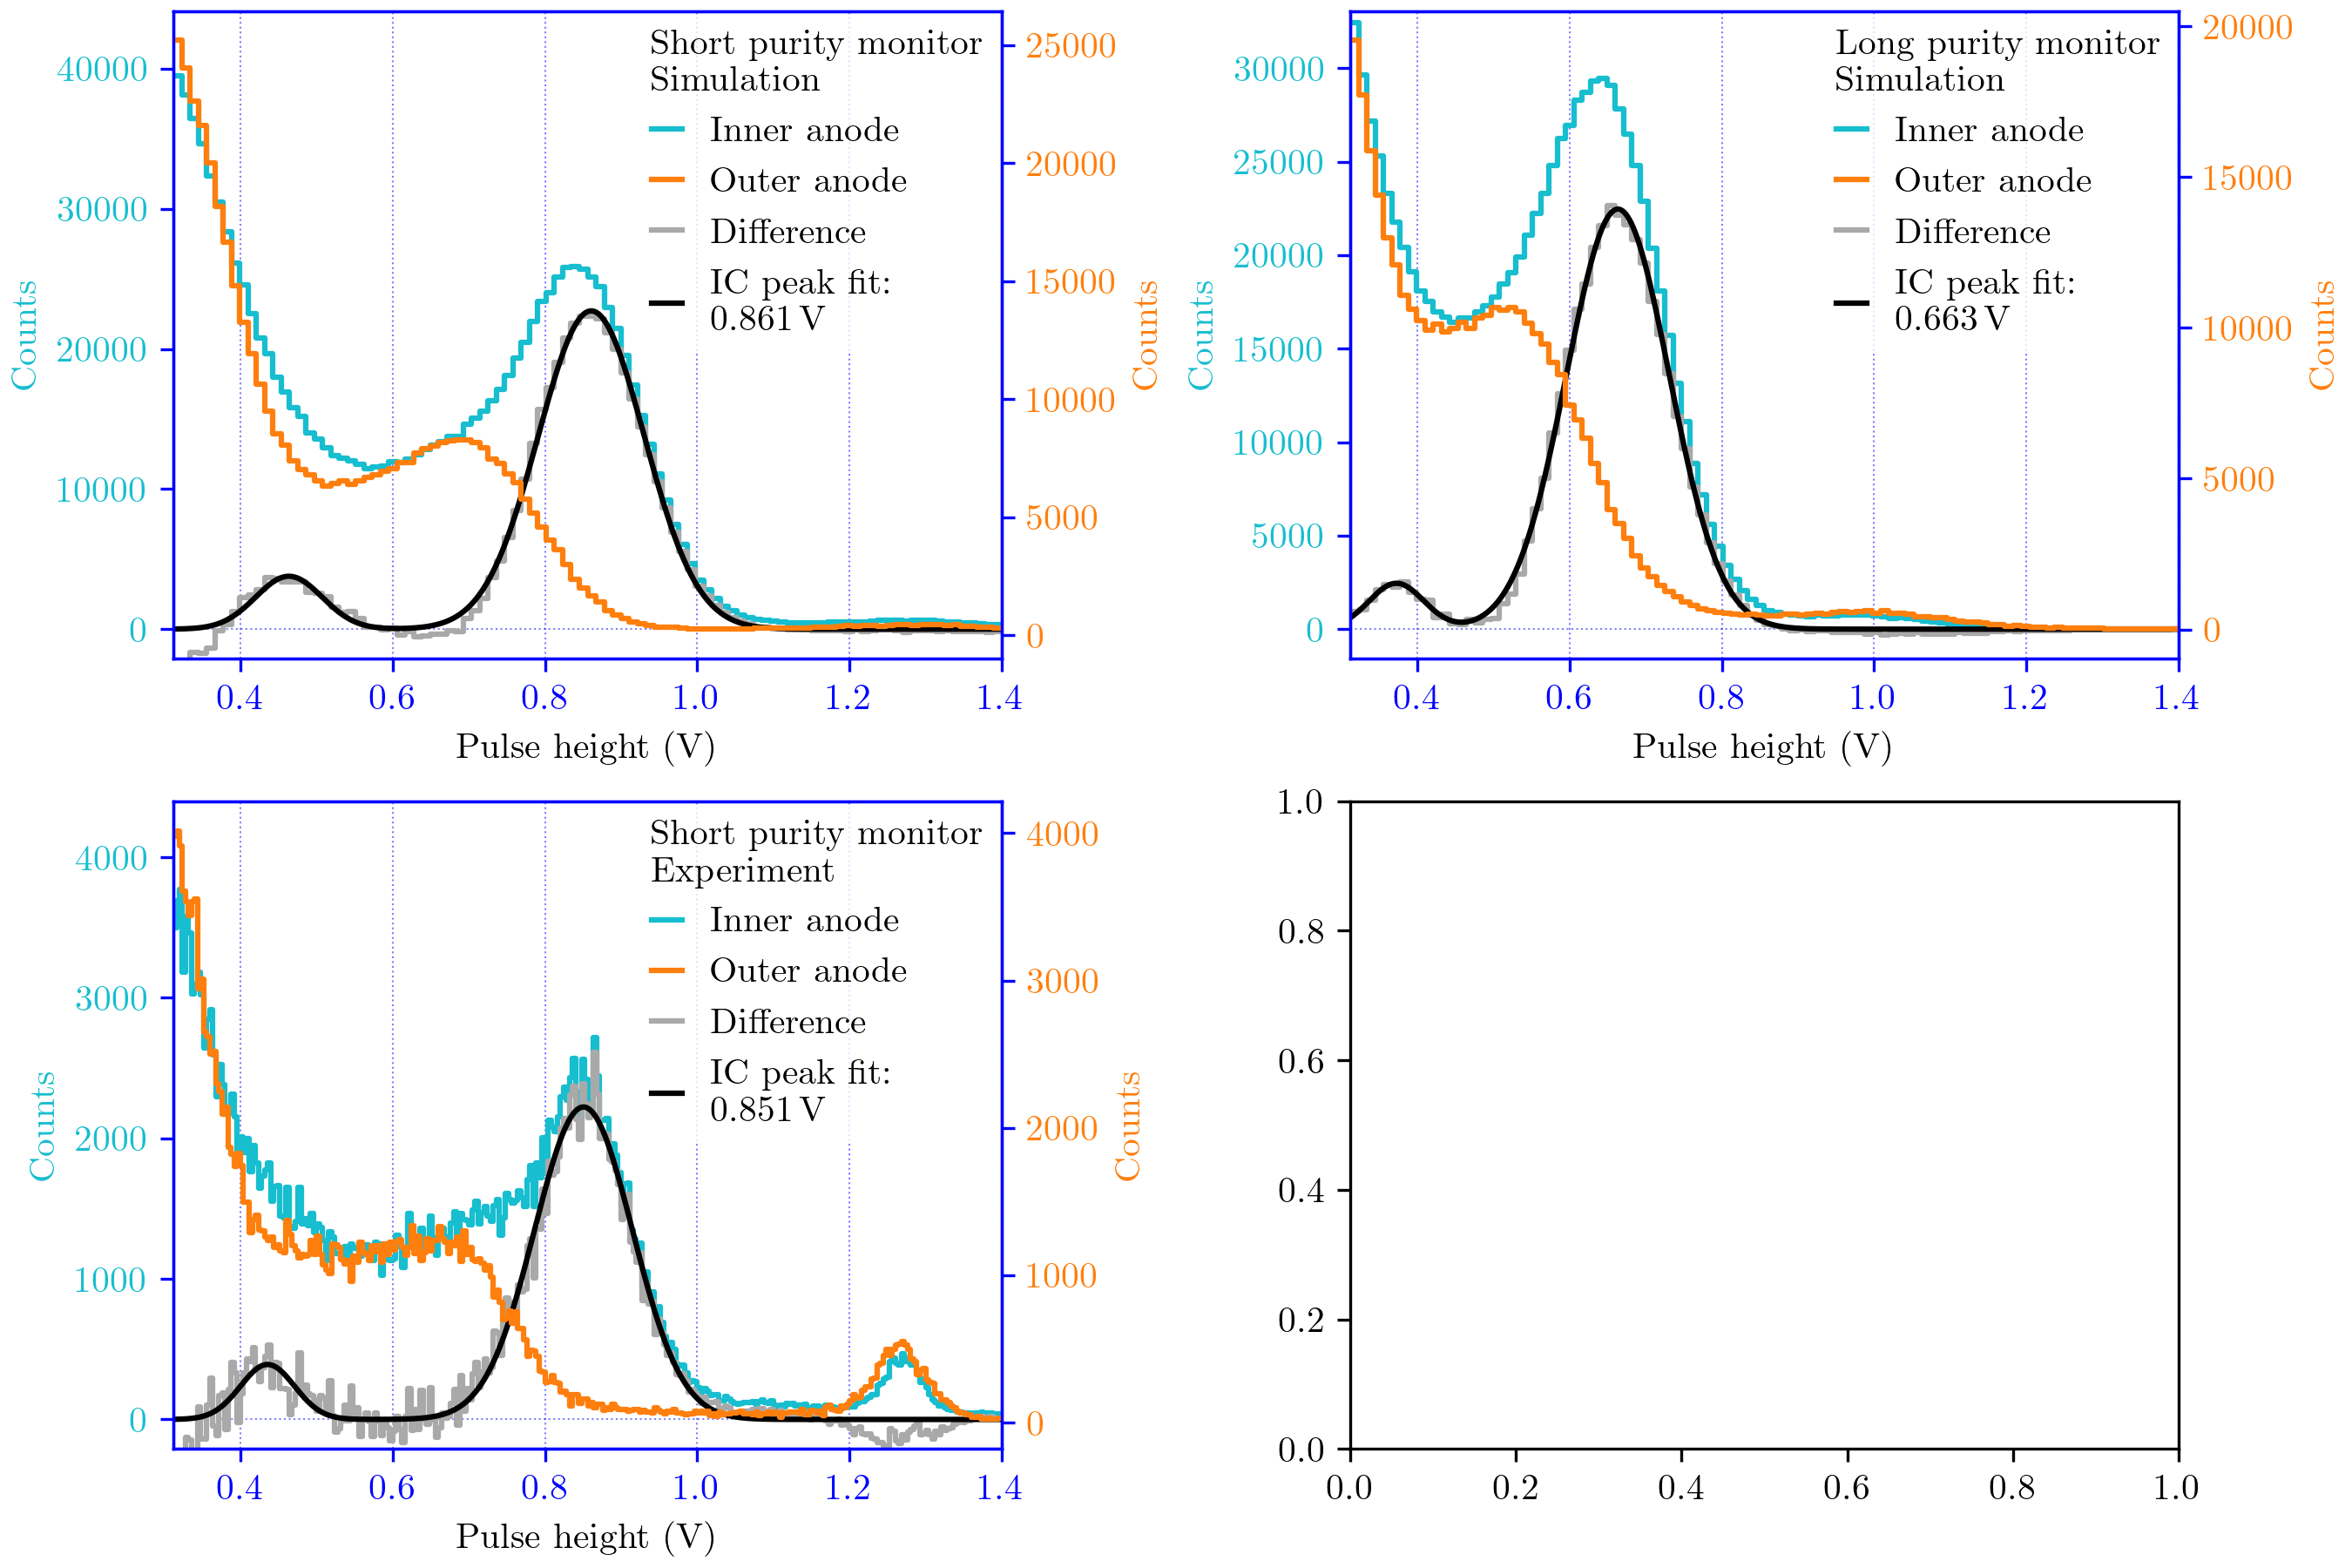 Short purity monitor
Simulation
Inner anode
Outer anode
Difference
IC peak fit:
0.861 V
Counts
40000
30000
20000
10000
0
25000
20000
15000
10000
5000
0
Counts
0.4 0.6 0.8 1.0 1.2 1.4
Pulse height (V)
Long purity monitor
Simulation
Inner anode
Outer anode
Difference
IC peak fit:
0.663 V
Counts
30000
25000
20000
15000
10000
5000
0
20000
15000
10000
5000
0
Counts
0.4 0.6 0.8 1.0 1.2 1.4
Pulse height (V)
Short purity monitor
Experiment
Inner anode
Outer anode
Difference
IC peak fit:
0.851 V
Counts
4000
3000
2000
1000
0
4000
3000
2000
1000
0
Counts
0.4 0.6 0.8 1.0 1.2 1.4
Pulse height (V)
1.0
0.8
0.6
0.4
0.2
0.0
0.0 0.2 0.4 0.6 0.8 1.0